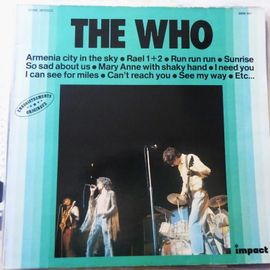 THE WHO
Armenia city in the sky • Rael 1+2 • Run run run • Sunrise
So sad about us • Mary Anne with shaky hand • I need you
I can see for miles • Can't reach you • See my way • Etc...
ENREGISTREMENTS
ORIGINAUX
impact